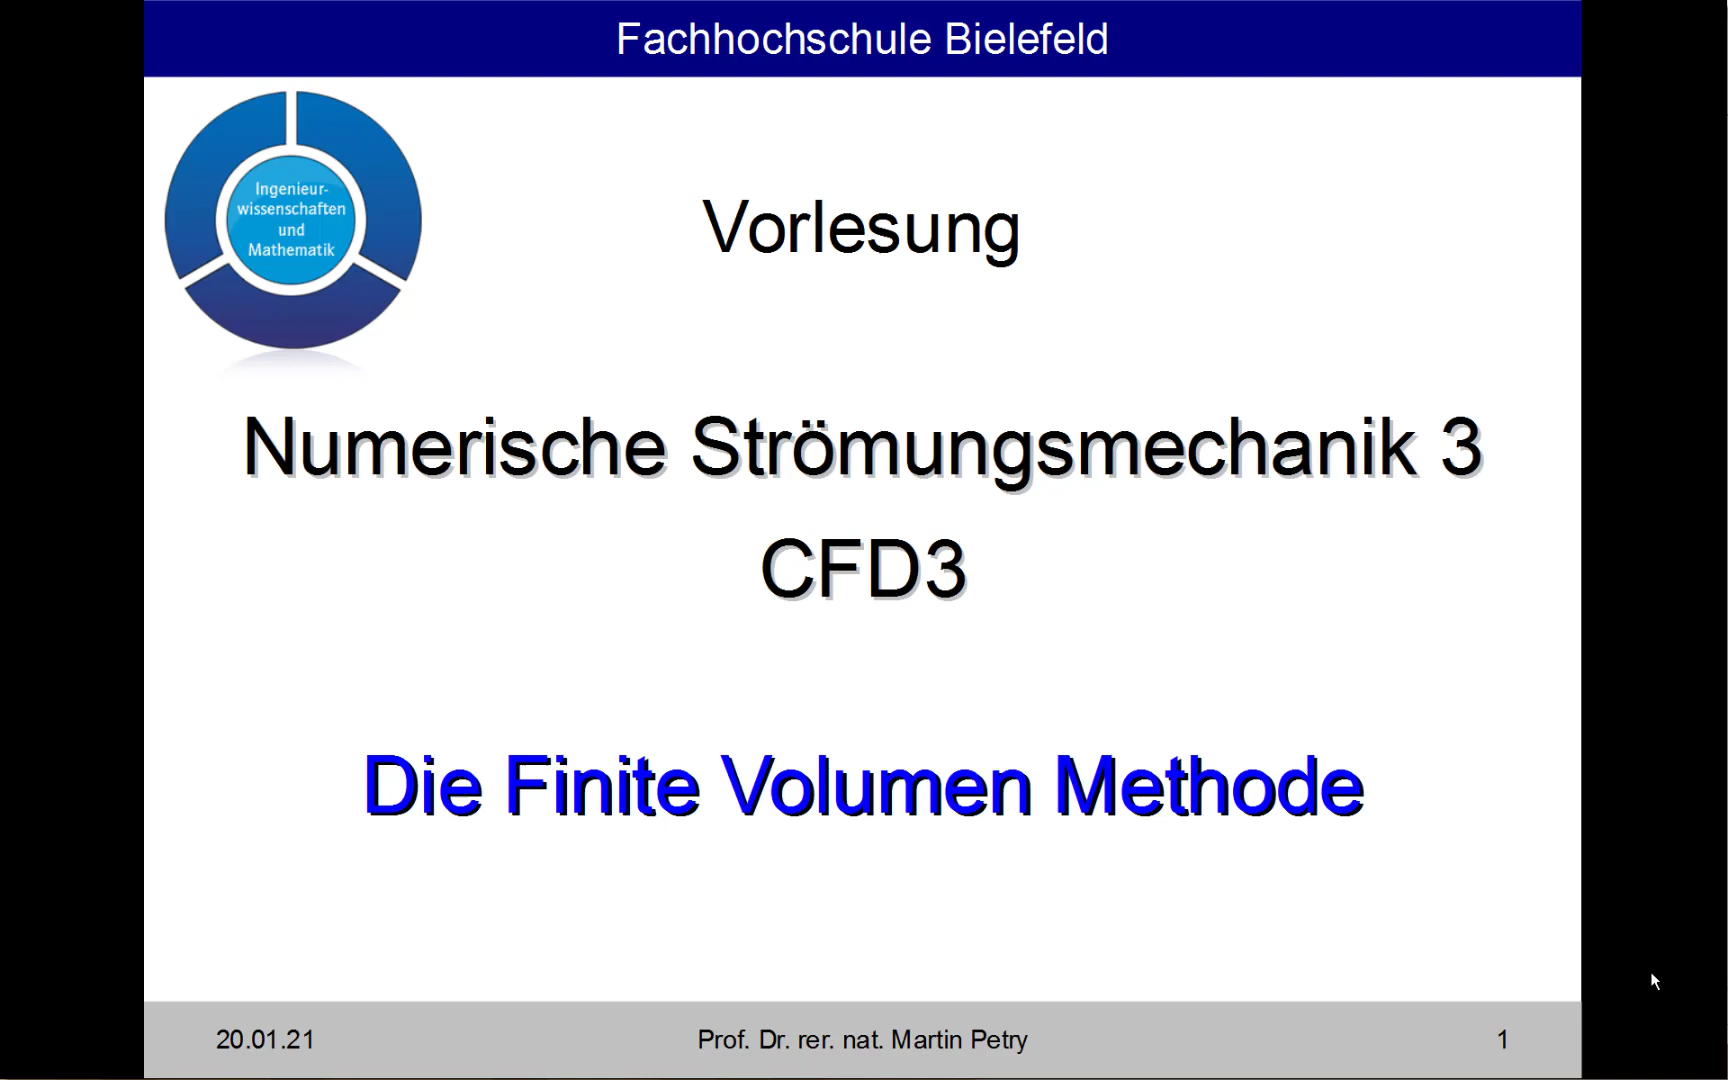 Fachhochschule Bielefeld
Ingenieur-
wissenschaften
und
Mathematik
Vorlesung
Numerische Strömungsmechanik 3
CFD3
Die Finite Volumen Methode
20.01.21
Prof. Dr. rer. nat. Martin Petry
1